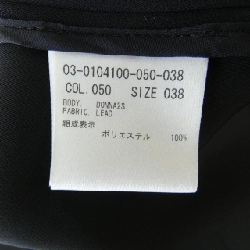 03-0104100-050-038
COL.050 SIZE 038
BODY. DONNA2A
FABRIC. LEAD
組成表示
ポリエステル 100%